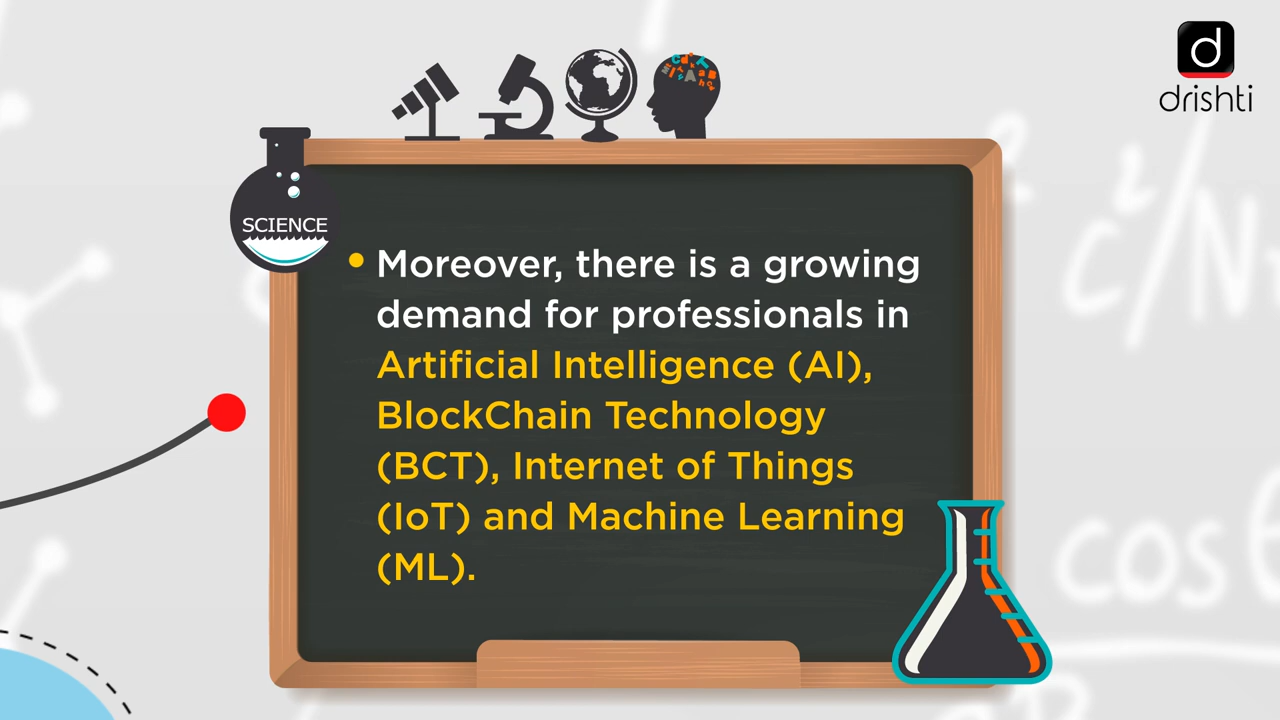 drishti
SCIENCE
• Moreover, there is a growing
demand for professionals in
Artificial Intelligence (AI),
BlockChain Technology
(BCT), Internet of Things
(IoT) and Machine Learning
(ML).